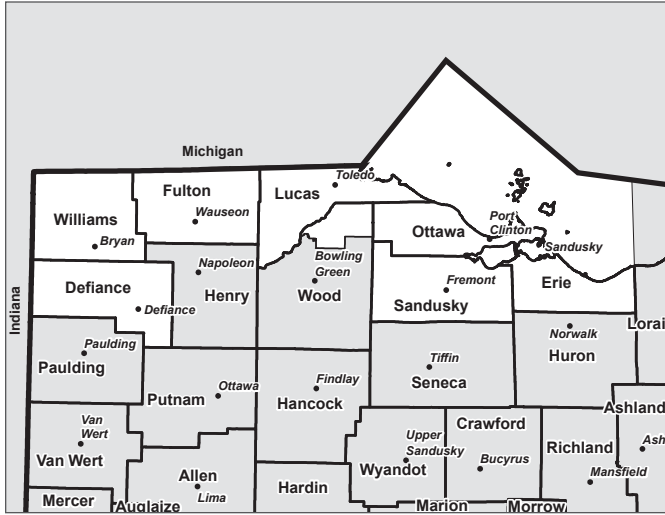 Michigan
Toledo
Fulton
Lucas
Wauseon
Williams
Port
Clinton
Ottawa
Bryan
Sandusky
Bowling
Green
Napoleon
Fremont
Erie
Defiance
Henry
Wood
Defiance
Sandusky
Indiana
Lorai
Norwalk
Paulding
Huron
Tiffin
Paulding
Seneca
Findlay
Ottawa
Putnam
Hancock
Ashland
Van
Wert
Crawford
Upper
Sandusky
Ash
Richland
Van Wert
Bucyrus
Wyandot
Allen
Mansfield
Hardin
Lima
Mercer
Auglaize
Marion
Morrow